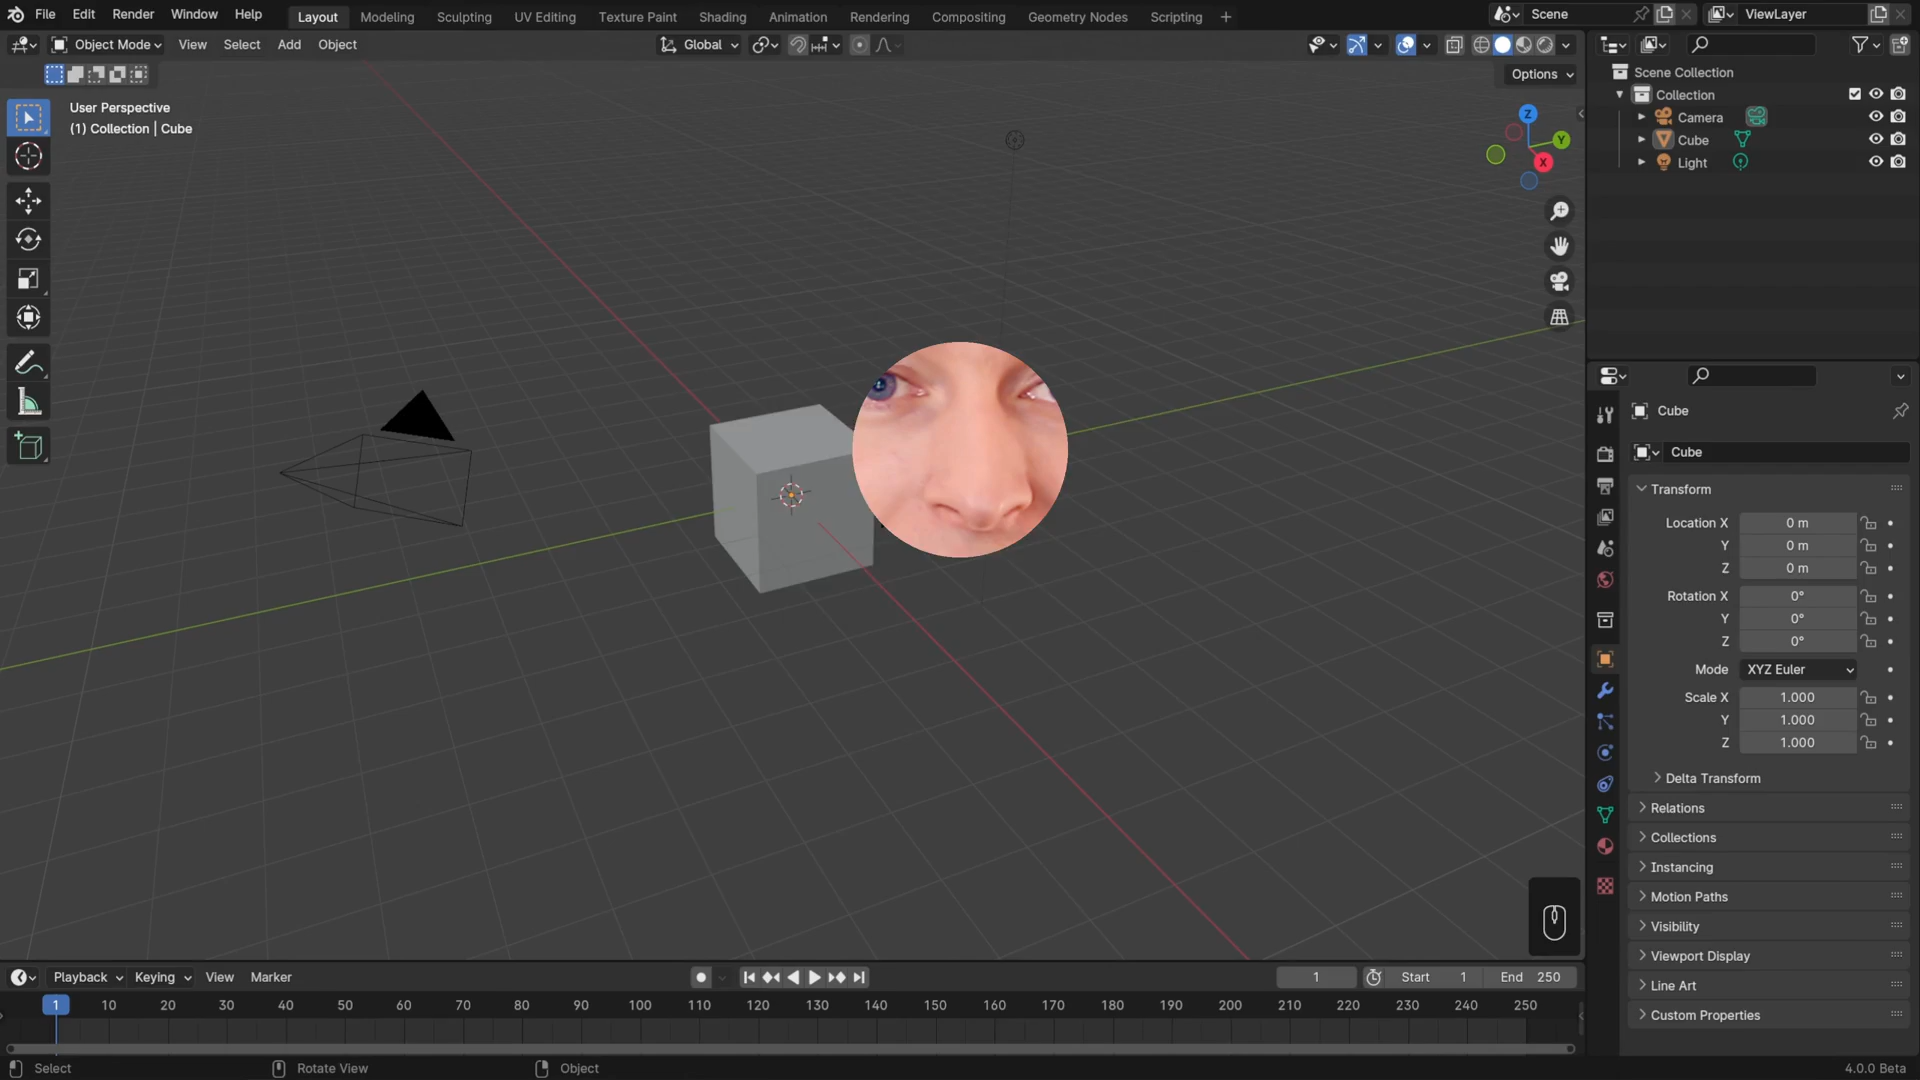 File Edit Render Window Help Layout Modeling Sculpting UV Editing Texture Paint Shading Animation Rendering Compositing Geometry Nodes Scripting + Scene ViewLayer
Object Mode View Select Add Object Global
Options
User Perspective
(1) Collection | Cube
Z
Y
X
Scene Collection
Collection
Camera
Cube
Light
Cube
Cube
Transform
Location X 0 m
Y 0 m
Z 0 m
Rotation X 0°
Y 0°
Z 0°
Mode XYZ Euler
Scale X 1.000
Y 1.000
Z 1.000
Delta Transform
Relations
Collections
Instancing
Motion Paths
Visibility
Viewport Display
Line Art
Custom Properties
Playback Keying View Marker 1 Start 1 End 250
1 10 20 30 40 50 60 70 80 90 100 110 120 130 140 150 160 170 180 190 200 210 220 230 240 250
Select Rotate View Object 4.0.0 Beta